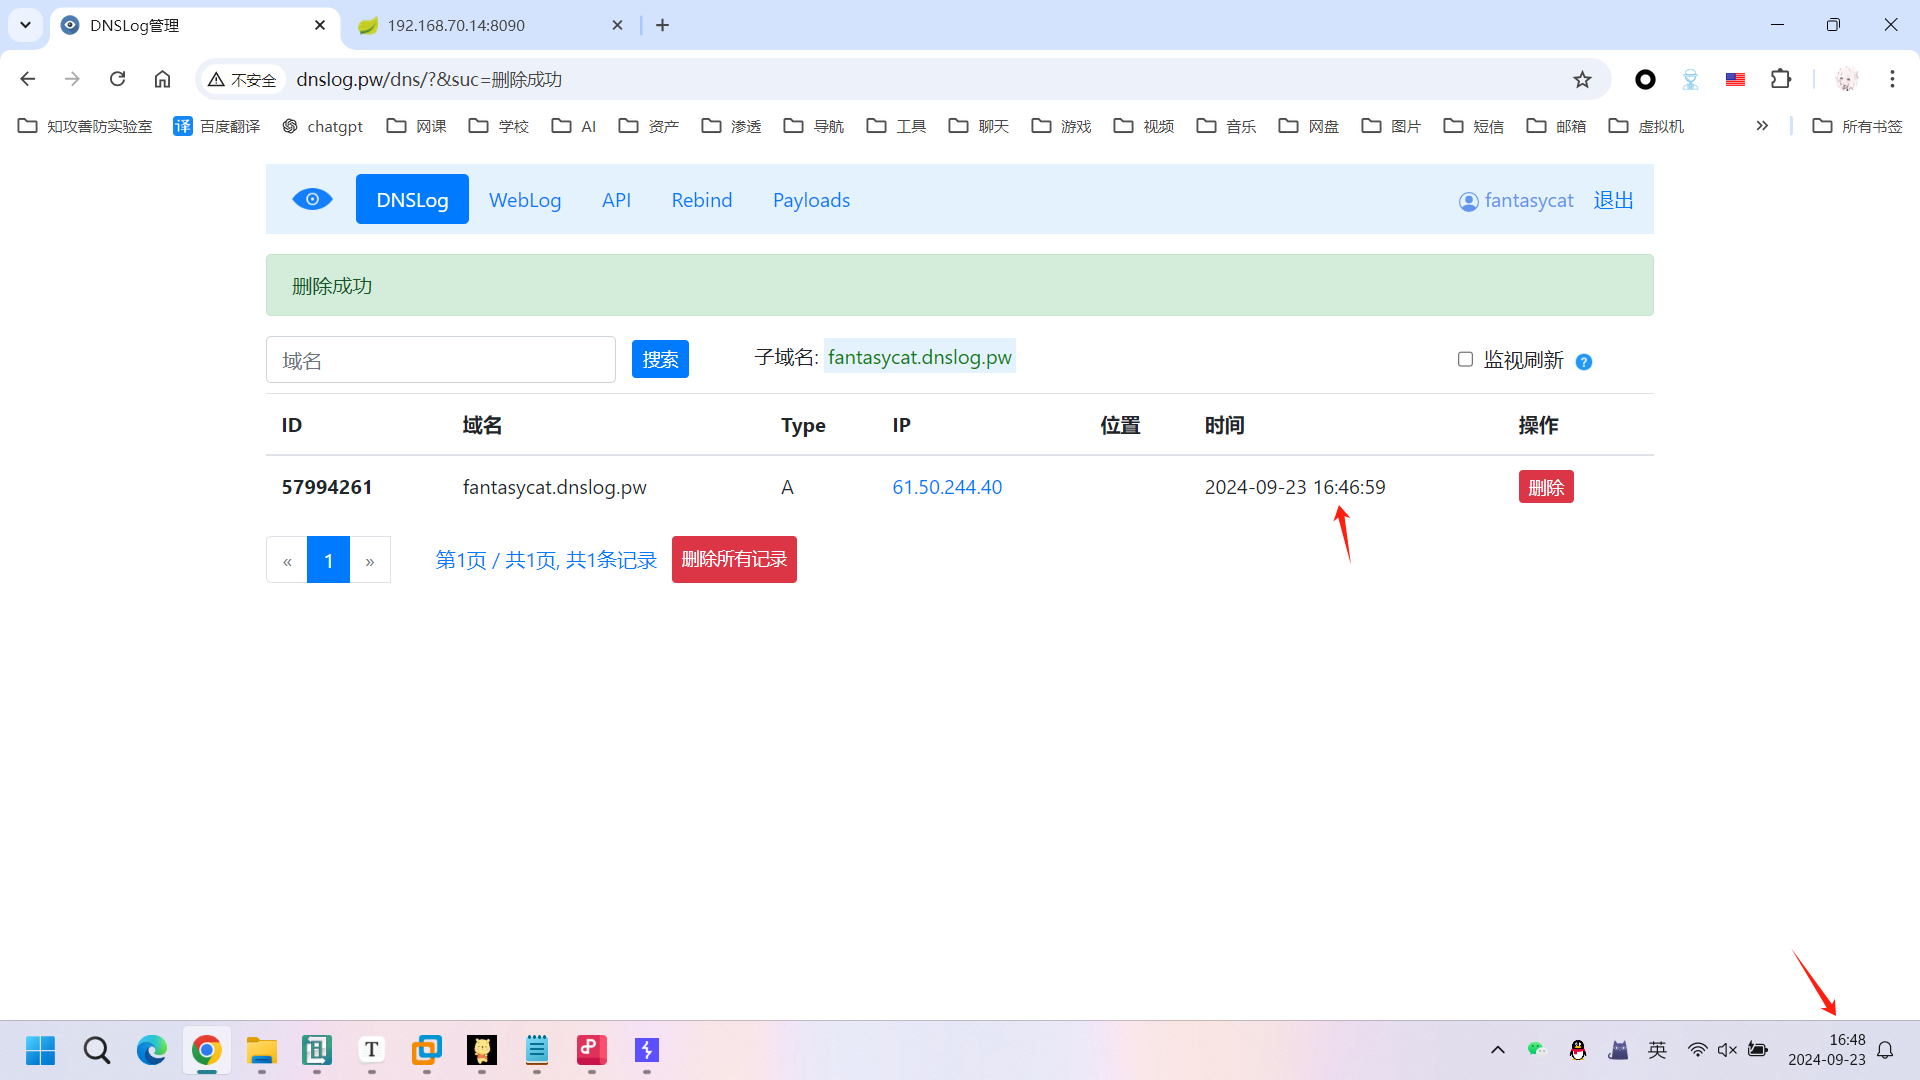 DNSLog管理
192.168.70.14:8090
不安全
dnslog.pw/dns/?&suc=删除成功
知攻善防实验室 百度翻译 chatgpt 网课 学校 AI 资产 渗透 导航 工具 聊天 游戏 视频 音乐 网盘 图片 短信 邮箱 虚拟机 » 所有书签
译
DNSLog WebLog API Rebind Payloads fantasycat 退出
删除成功
域名 搜索 子域名: fantasycat.dnslog.pw 监视刷新 ?
ID 域名 Type IP 位置 时间 操作
57994261 fantasycat.dnslog.pw A 61.50.244.40 2024-09-23 16:46:59 删除
« 1 » 第1页 / 共1页, 共1条记录 删除所有记录
T
P
英
16:48
2024-09-23